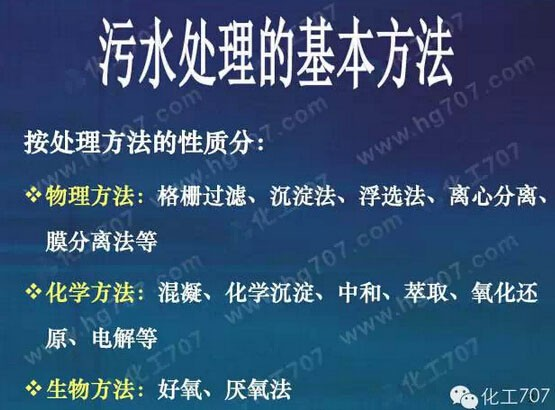 污水处理的基本方法
按处理方法的性质分：
❖物理方法：格栅过滤、沉淀法、浮选法、离心分离、
膜分离法等
❖化学方法：混凝、化学沉淀、中和、萃取、氧化还
原、电解等
❖生物方法：好氧、厌氧法
化工707
www.hg707.com